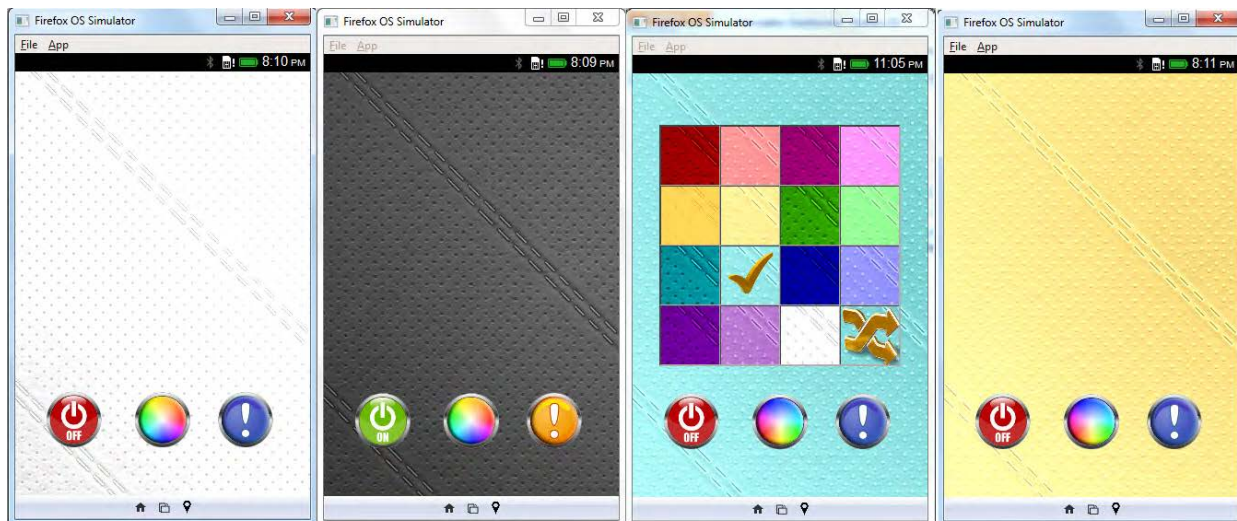 Firefox OS Simulator
File App
8:10 PM
OFF
Firefox OS Simulator
File App
8:09 PM
ON
Firefox OS Simulator
File App
11:05 PM
OFF
Firefox OS Simulator
File App
8:11 PM
OFF